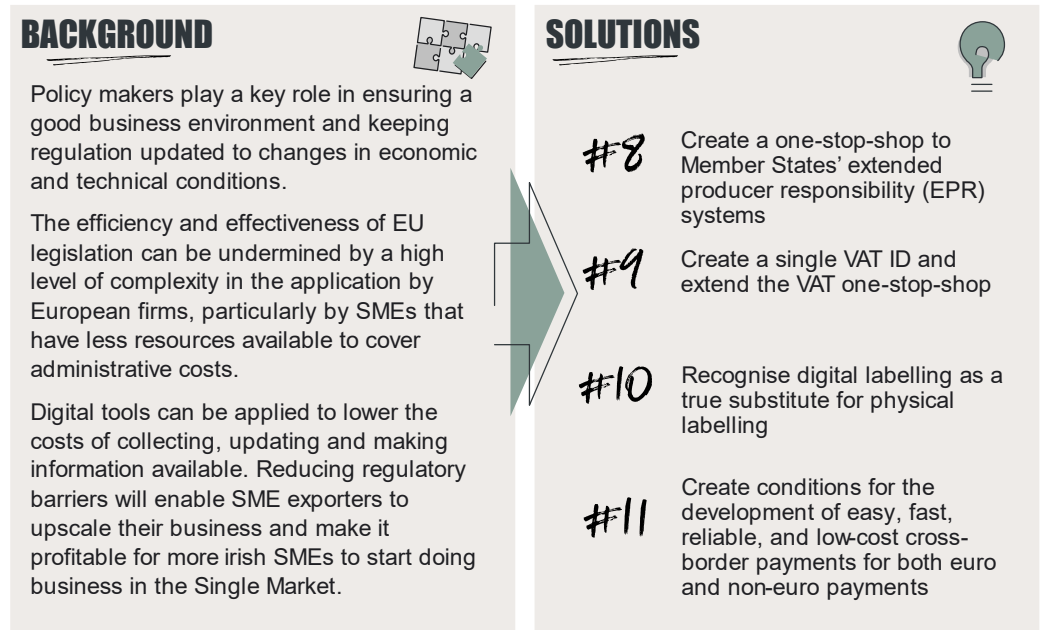 BACKGROUND
Policy makers play a key role in ensuring a
good business environment and keeping
regulation updated to changes in economic
and technical conditions.
The efficiency and effectiveness of EU
legislation can be undermined by a high
level of complexity in the application by
European firms, particularly by SMEs that
have less resources available to cover
administrative costs.
Digital tools can be applied to lower the
costs of collecting, updating and making
information available. Reducing regulatory
barriers will enable SME exporters to
upscale their business and make it
profitable for more irish SMEs to start doing
business in the Single Market.
SOLUTIONS
#8
Create a one-stop-shop to
Member States’ extended
producer responsibility (EPR)
systems
#9
Create a single VAT ID and
extend the VAT one-stop-shop
#10
Recognise digital labelling as a
true substitute for physical
labelling
#11
Create conditions for the
development of easy, fast,
reliable, and low-cost cross-
border payments for both euro
and non-euro payments